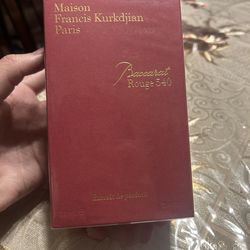 Maison
Francis Kurkdjian
Paris
Baccarat
Rouge 540
Extrait de parfum